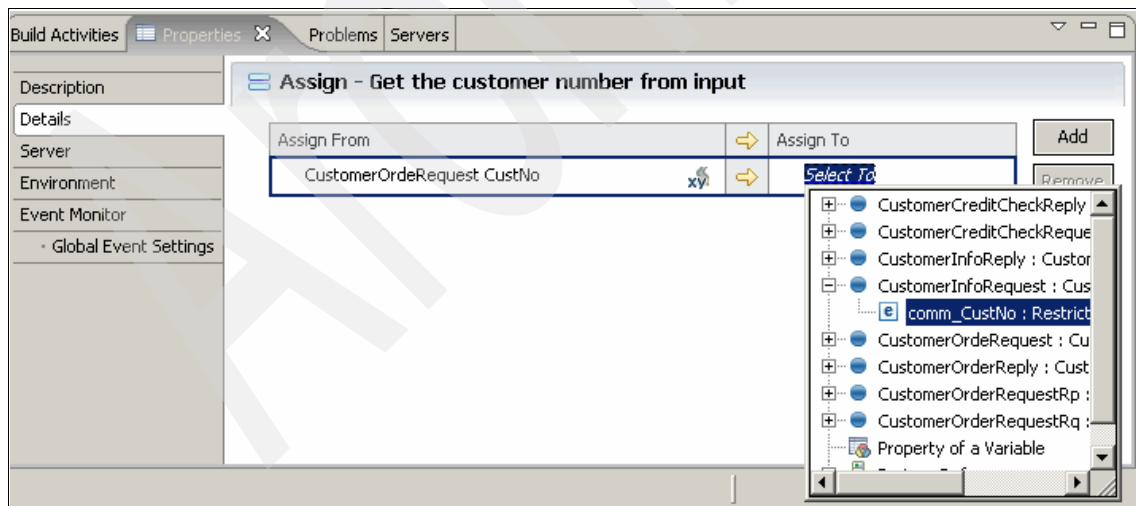 Build Activities Properties Problems Servers
Assign - Get the customer number from input
Description
Details
Server
Environment
Event Monitor
Global Event Settings
Assign From Assign To Add
CustomerOrdeRequest CustNo xy Select To Remove
CustomerCreditCheckReply
CustomerCreditCheckReque
CustomerInfoReply : Custor
CustomerInfoRequest : Cus
e comm_CustNo : Restrict
CustomerOrdeRequest : Cu
CustomerOrderReply : Cust
CustomerOrderRequestRp :
CustomerOrderRequestRq :
Property of a Variable